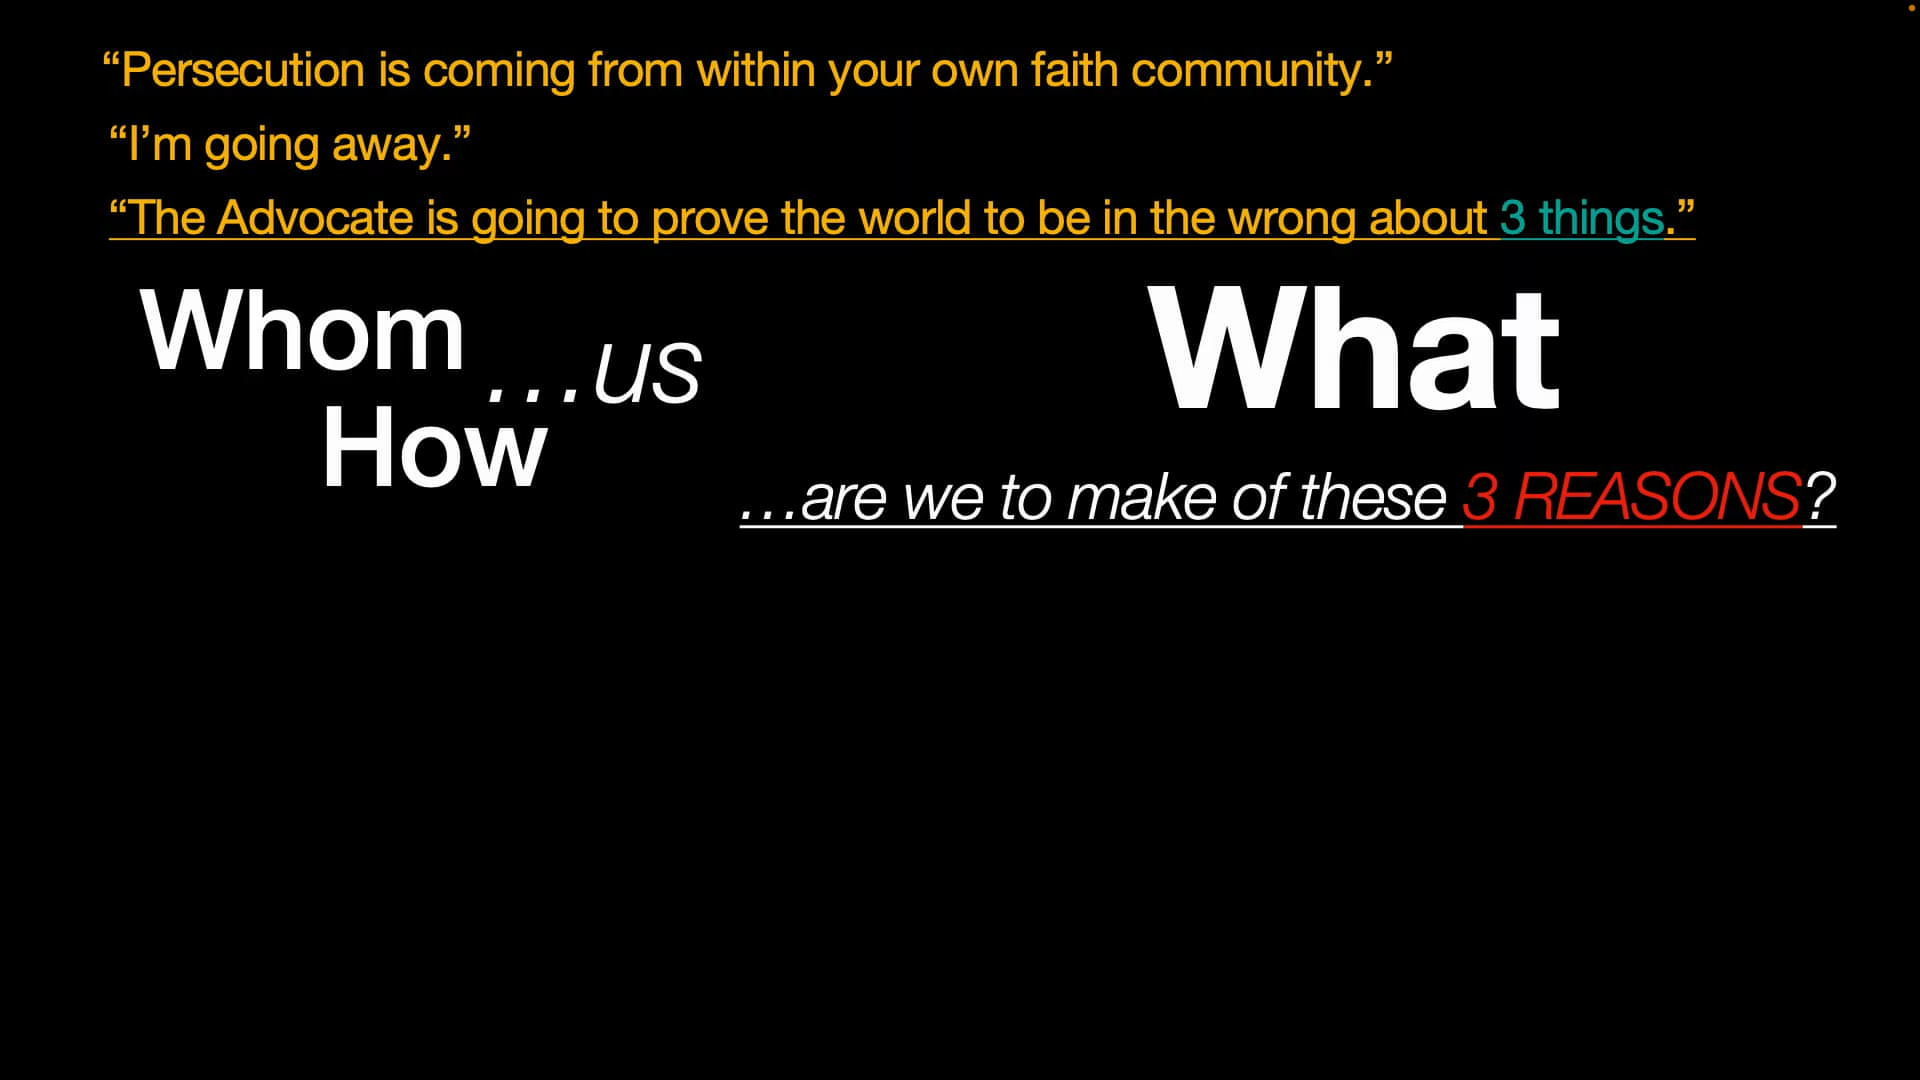 “Persecution is coming from within your own faith community.”
“I’m going away.”
“The Advocate is going to prove the world to be in the wrong about 3 things.”
Whom …us
How
What
…are we to make of these 3 REASONS?